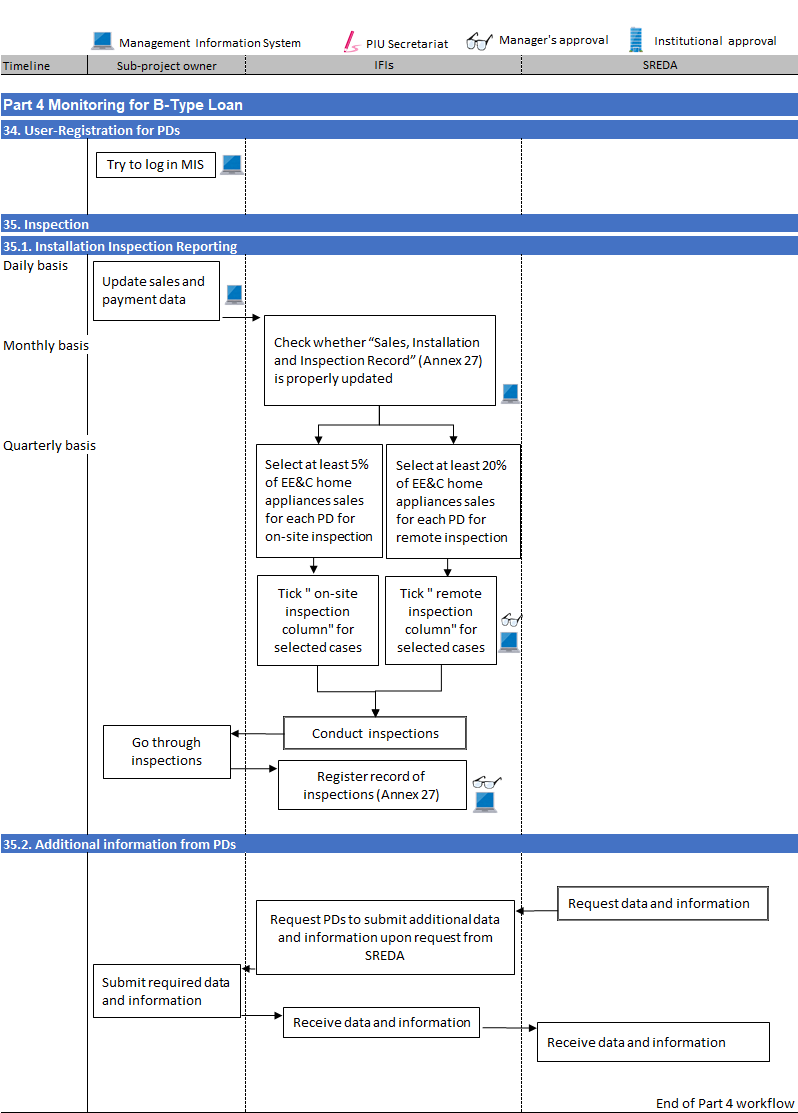 Management Information System
PIU Secretariat
Manager's approval
Institutional approval
Timeline
Sub-project owner
IFIs
SREDA
Part 4 Monitoring for B-Type Loan
34. User-Registration for PDs
Try to log in MIS
35. Inspection
35.1. Installation Inspection Reporting
Daily basis
Update sales and
payment data
Monthly basis
Check whether “Sales, Installation
and Inspection Record” (Annex 27)
is properly updated
Quarterly basis
Select at least 5%
of EE&C home
appliances sales
for each PD for
on-site inspection
Select at least 20%
of EE&C home
appliances sales
for each PD for
remote inspection
Tick " on-site
inspection
column" for
selected cases
Tick " remote
inspection
column" for
selected cases
Conduct inspections
Go through
inspections
Register record of
inspections (Annex 27)
35.2. Additional information from PDs
Request data and information
Request PDs to submit additional data
and information upon request from
SREDA
Submit required data
and information
Receive data and information
Receive data and information
End of Part 4 workflow